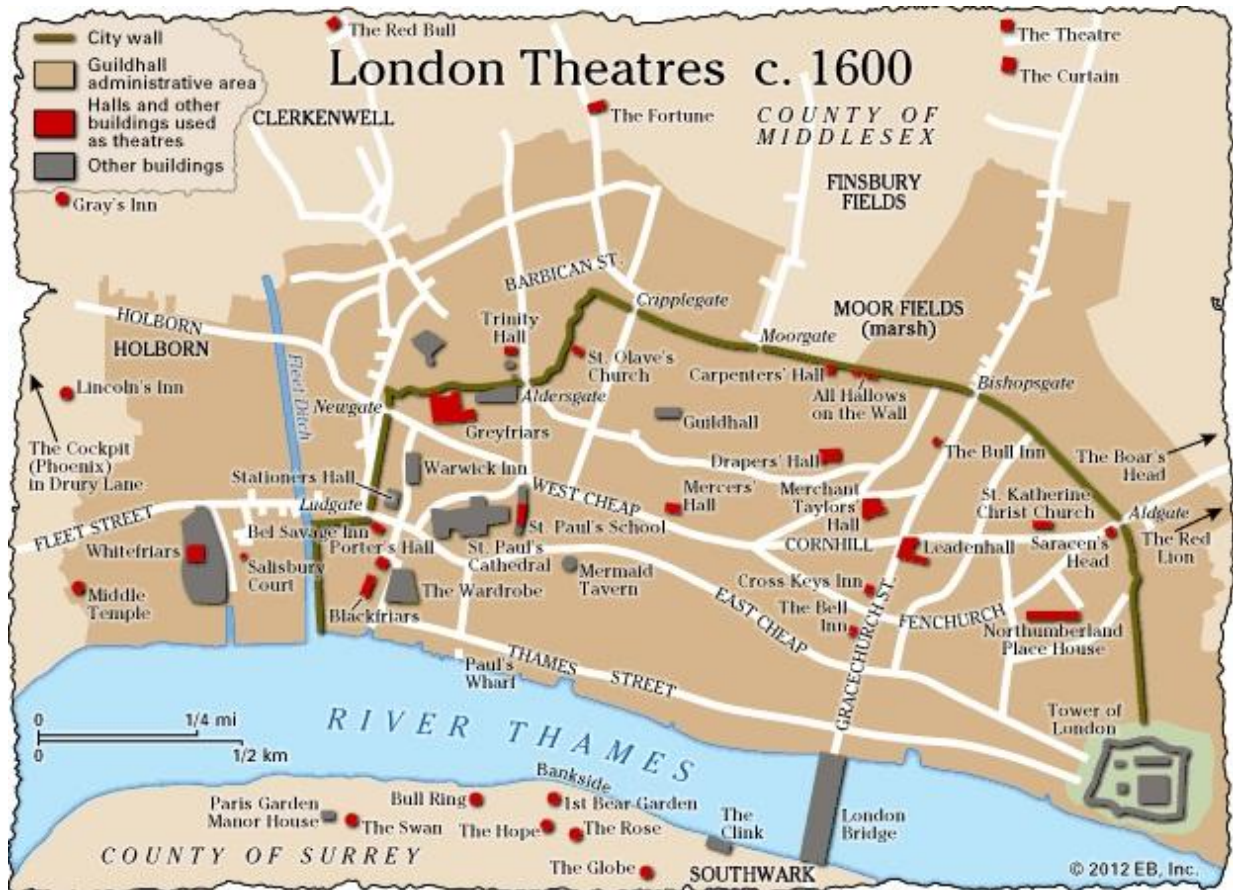 London Theatres c. 1600
City wall
Guildhall
administrative area
Halls and other
buildings used
as theatres
Other buildings
The Red Bull
The Theatre
The Curtain
The Fortune
COUNTY OF
MIDDLESEX
CLERKENWELL
FINSBURY
FIELDS
Gray's Inn
BARBICAN ST.
Cripplegate
HOLBORN
HOLBORN
Trinity
Hall
Moorgate
MOOR FIELDS
(marsh)
St. Olave's
Church
Carpenters' Hall
All Hallows
on the Wall
Bishopsgate
Lincoln's Inn
Fleet Ditch
Newgate
Aldersgate
Greyfriars
Guildhall
The Cockpit
(Phoenix)
in Drury Lane
Drapers' Hall
The Bull Inn
The Boar's
Head
Stationers Hall
Warwick Inn
WEST CHEAP
Mercers'
Hall
Merchant
Taylors'
Hall
St. Katherine
Christ Church
Aldgate
Ludgate
FLEET STREET
Bel Savage Inn
St. Paul's School
CORNHILL
Leadenhall
Saracen's
Head
The Red
Lion
Whitefriars
Salisbury
Court
Porter's Hall
St. Paul's
Cathedral
Mermaid
Tavern
Cross Keys Inn
Middle
Temple
Blackfriars
The Wardrobe
EAST CHEAP
The Bell
Inn
GRACECHURCH ST.
FENCHURCH
Northumberland
Place House
Paul's
Wharf
THAMES STREET
Tower of
London
0 1/4 mi
0 1/2 km
RIVER THAMES
Bankside
Paris Garden
Manor House
Bull Ring
1st Bear Garden
The Swan
The Hope
The Rose
The
Clink
London
Bridge
COUNTY OF SURREY
The Globe
SOUTHWARK
© 2012 EB, Inc.